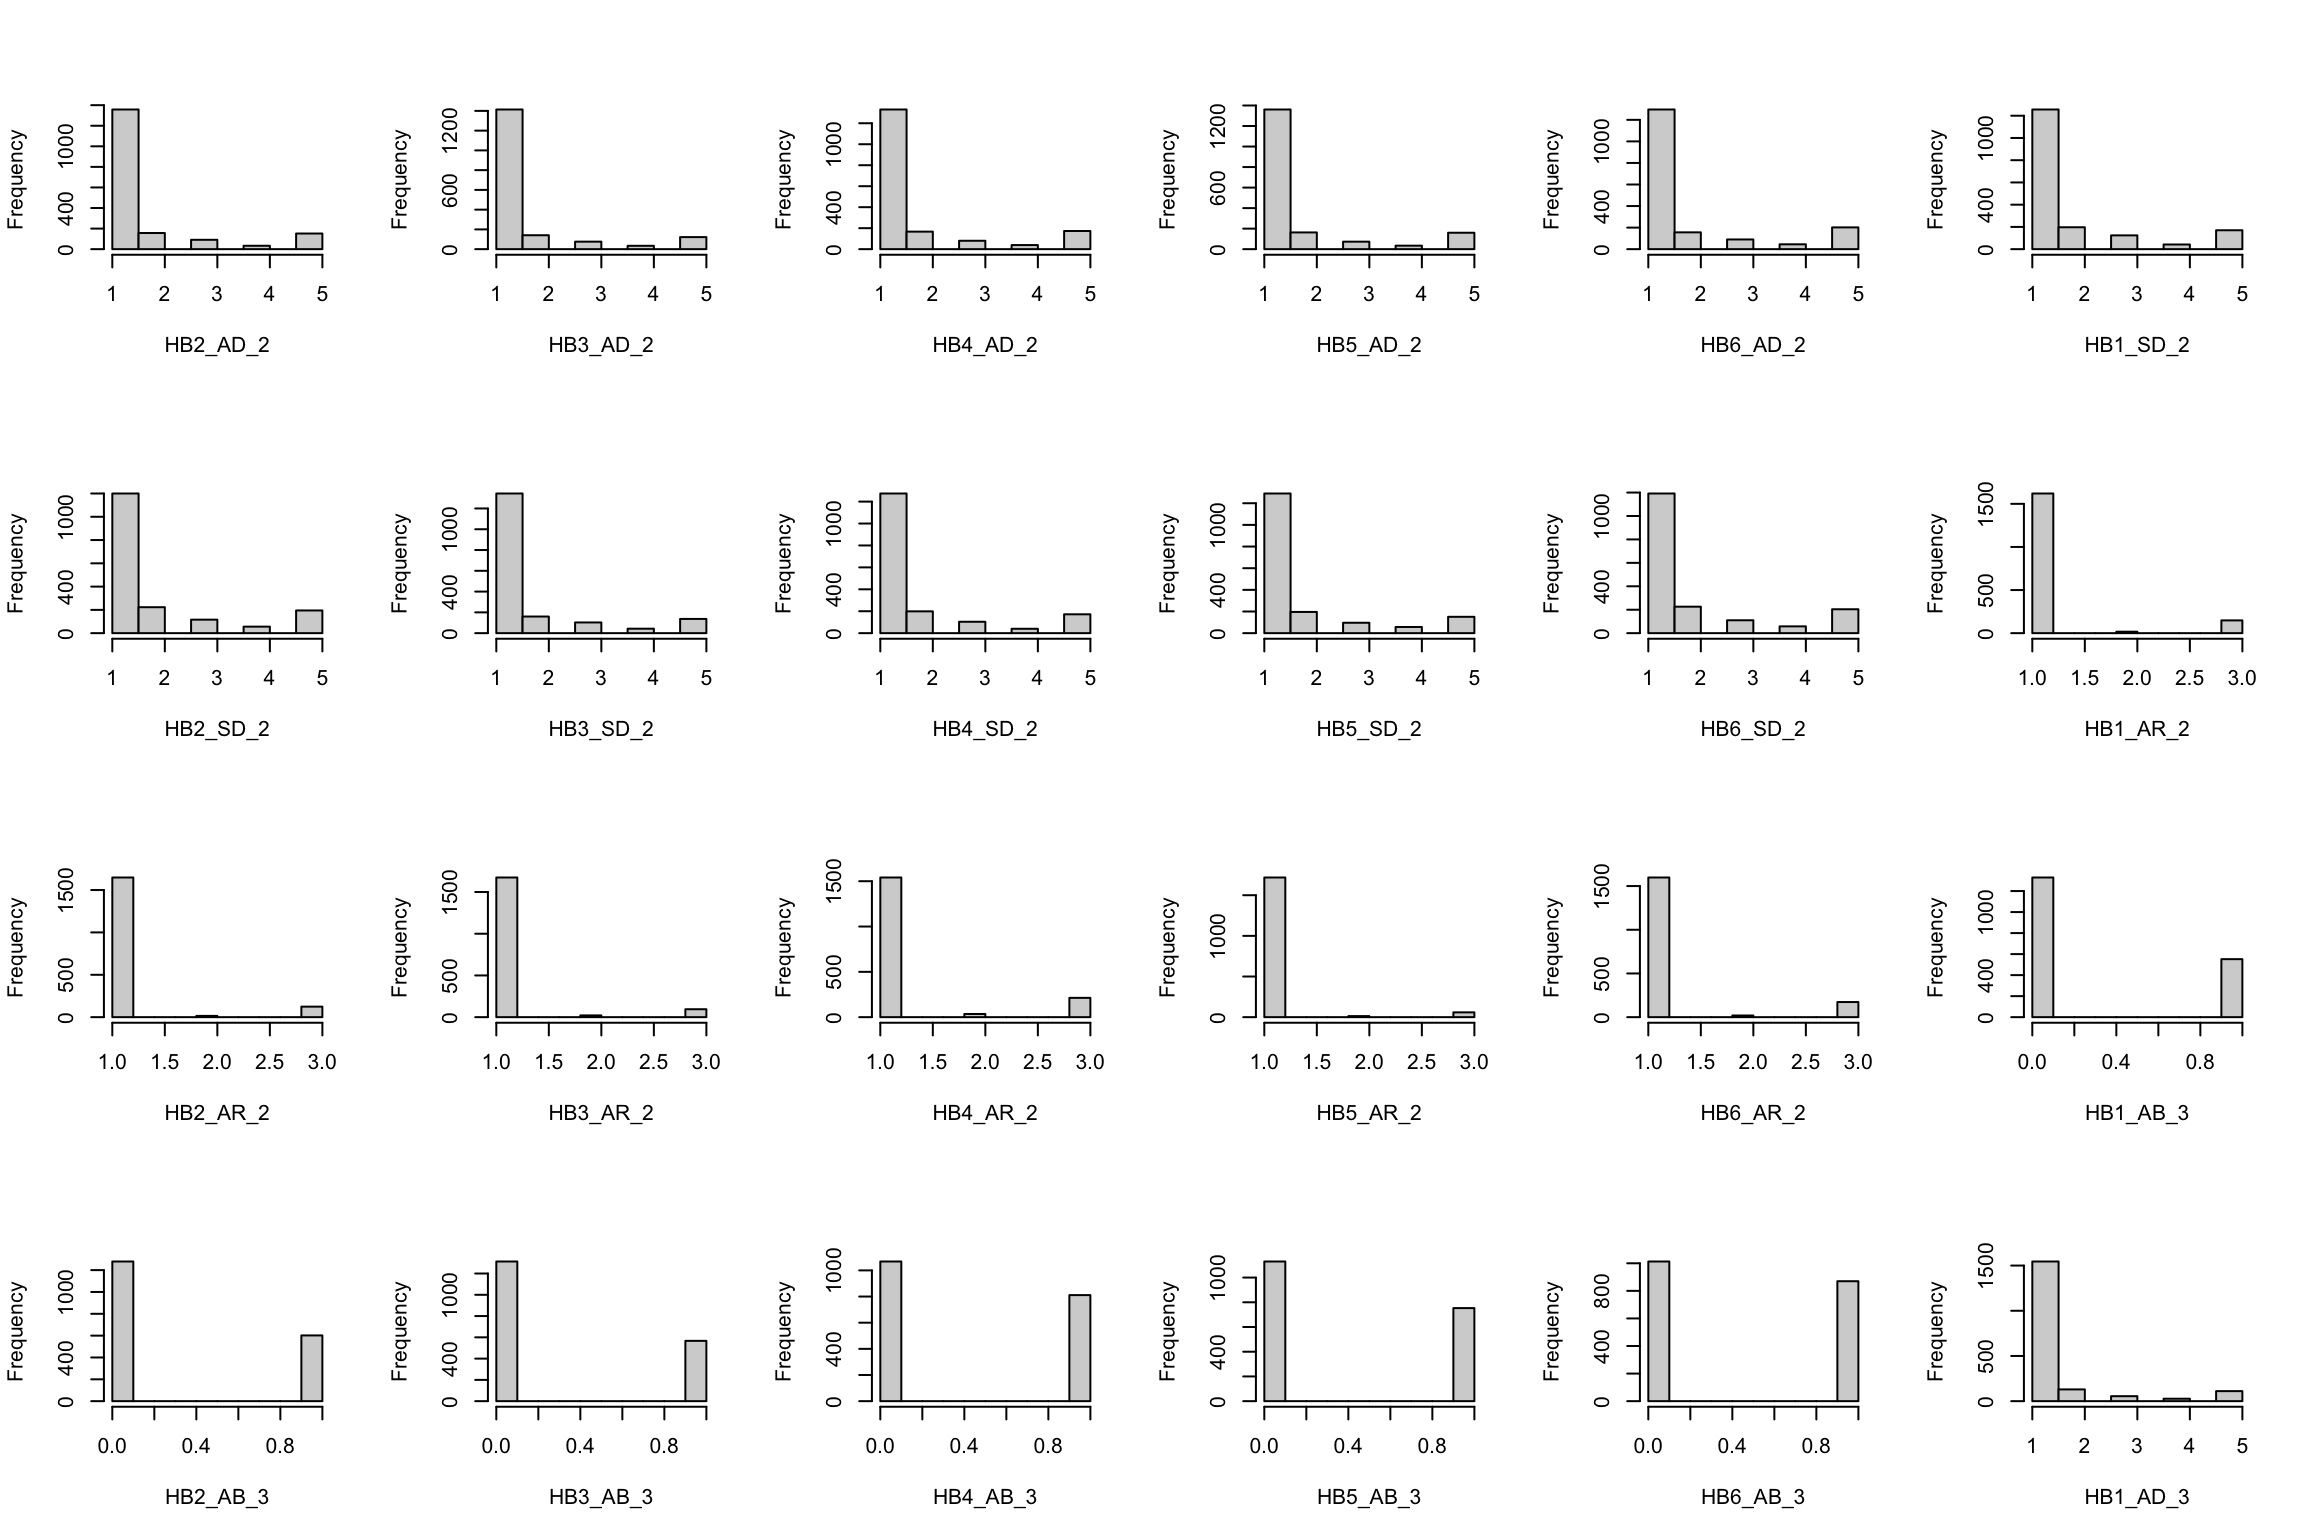 Frequency 0 400 1000 1 2 3 4 5 HB2_AD_2
Frequency 0 600 1200 1 2 3 4 5 HB3_AD_2
Frequency 0 400 1000 1 2 3 4 5 HB4_AD_2
Frequency 0 600 1200 1 2 3 4 5 HB5_AD_2
Frequency 0 400 1000 1 2 3 4 5 HB6_AD_2
Frequency 0 400 1000 1 2 3 4 5 HB1_SD_2
Frequency 0 400 1000 1 2 3 4 5 HB2_SD_2
Frequency 0 400 1000 1 2 3 4 5 HB3_SD_2
Frequency 0 400 1000 1 2 3 4 5 HB4_SD_2
Frequency 0 400 1000 1 2 3 4 5 HB5_SD_2
Frequency 0 400 1000 1 2 3 4 5 HB6_SD_2
Frequency 0 500 1500 1.0 1.5 2.0 2.5 3.0 HB1_AR_2
Frequency 0 500 1500 1.0 1.5 2.0 2.5 3.0 HB2_AR_2
Frequency 0 500 1500 1.0 1.5 2.0 2.5 3.0 HB3_AR_2
Frequency 0 500 1500 1.0 1.5 2.0 2.5 3.0 HB4_AR_2
Frequency 0 1000 1.0 1.5 2.0 2.5 3.0 HB5_AR_2
Frequency 0 500 1500 1.0 1.5 2.0 2.5 3.0 HB6_AR_2
Frequency 0 400 1000 0.0 0.4 0.8 HB1_AB_3
Frequency 0 400 1000 0.0 0.4 0.8 HB2_AB_3
Frequency 0 400 1000 0.0 0.4 0.8 HB3_AB_3
Frequency 0 400 1000 0.0 0.4 0.8 HB4_AB_3
Frequency 0 400 1000 0.0 0.4 0.8 HB5_AB_3
Frequency 0 400 800 0.0 0.4 0.8 HB6_AB_3
Frequency 0 500 1500 1 2 3 4 5 HB1_AD_3